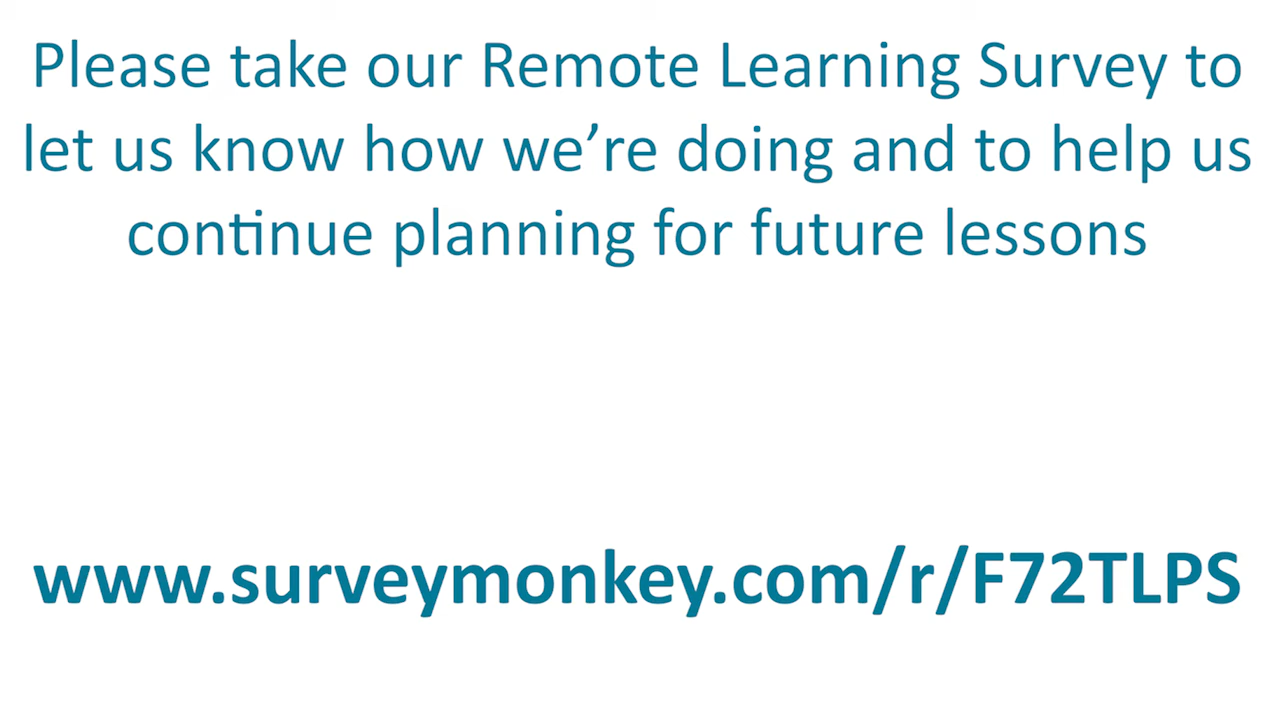 Please take our Remote Learning Survey to
let us know how we’re doing and to help us
continue planning for future lessons
www.surveymonkey.com/r/F72TLPS